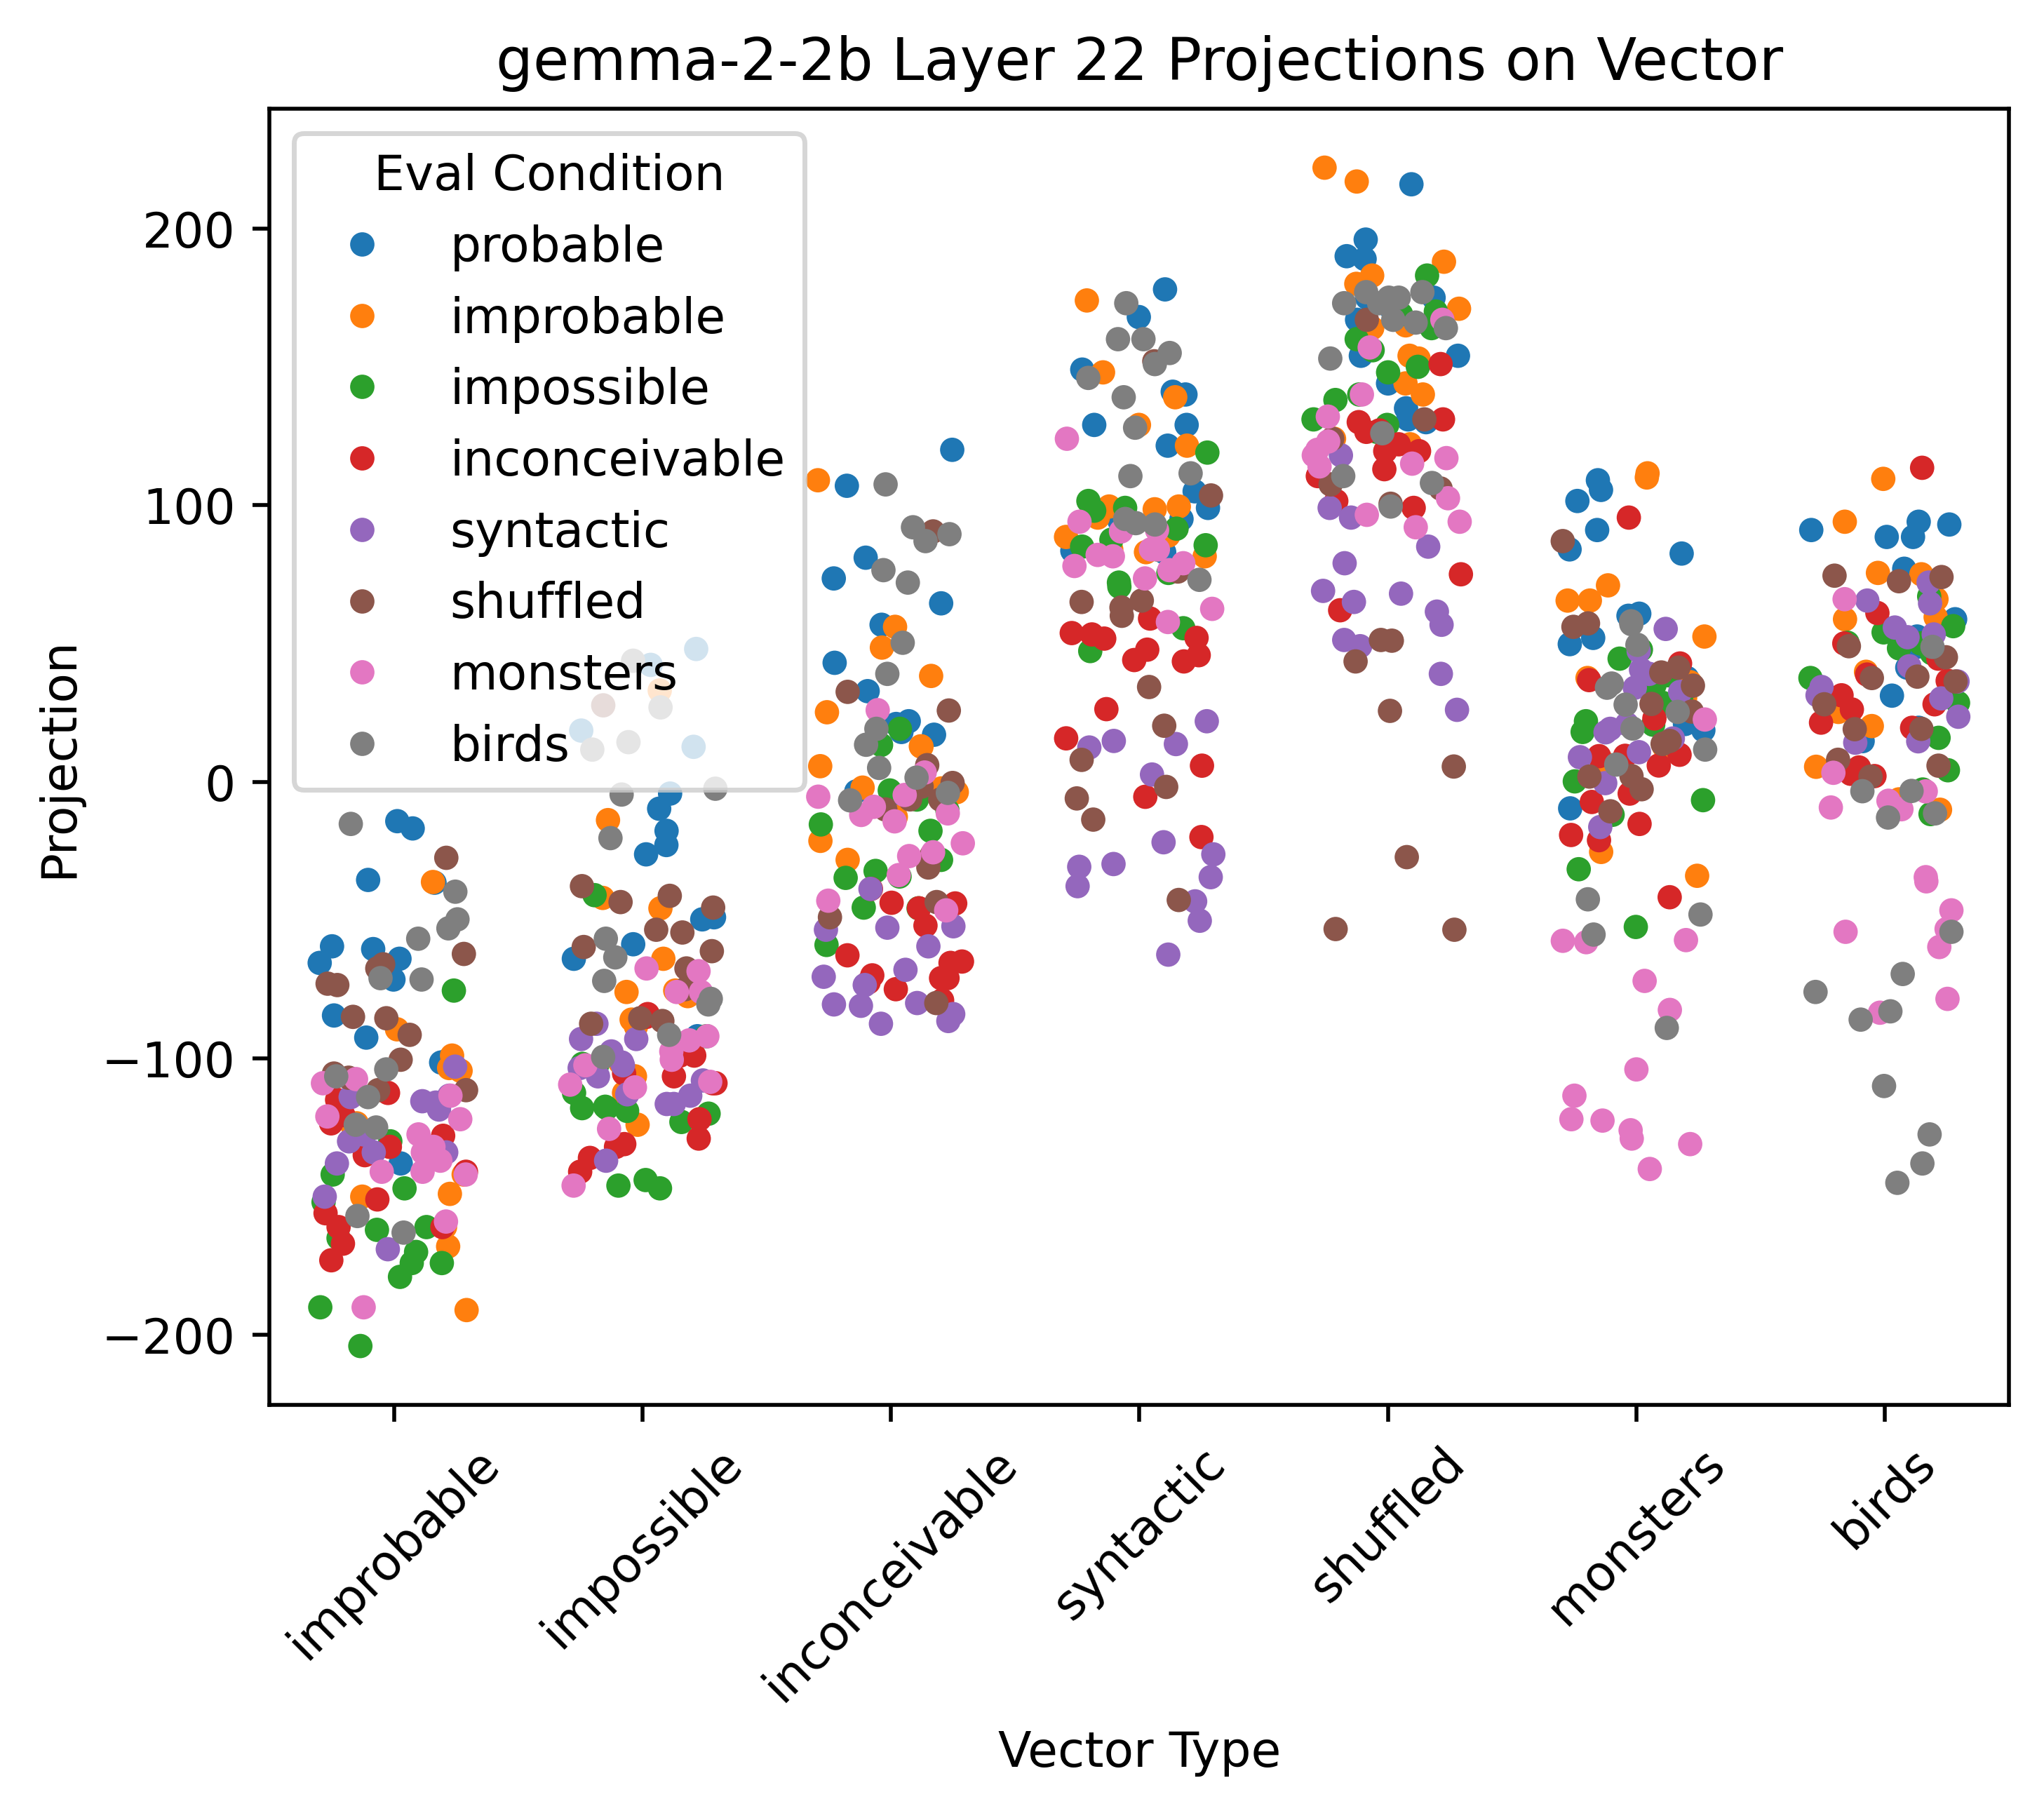 gemma-2-2b Layer 22 Projections on Vector
Eval Condition
probable
improbable
impossible
inconceivable
syntactic
shuffled
monsters
birds
Projection
200
100
0
−100
−200
improbable
impossible
inconceivable
syntactic
shuffled
monsters
birds
Vector Type